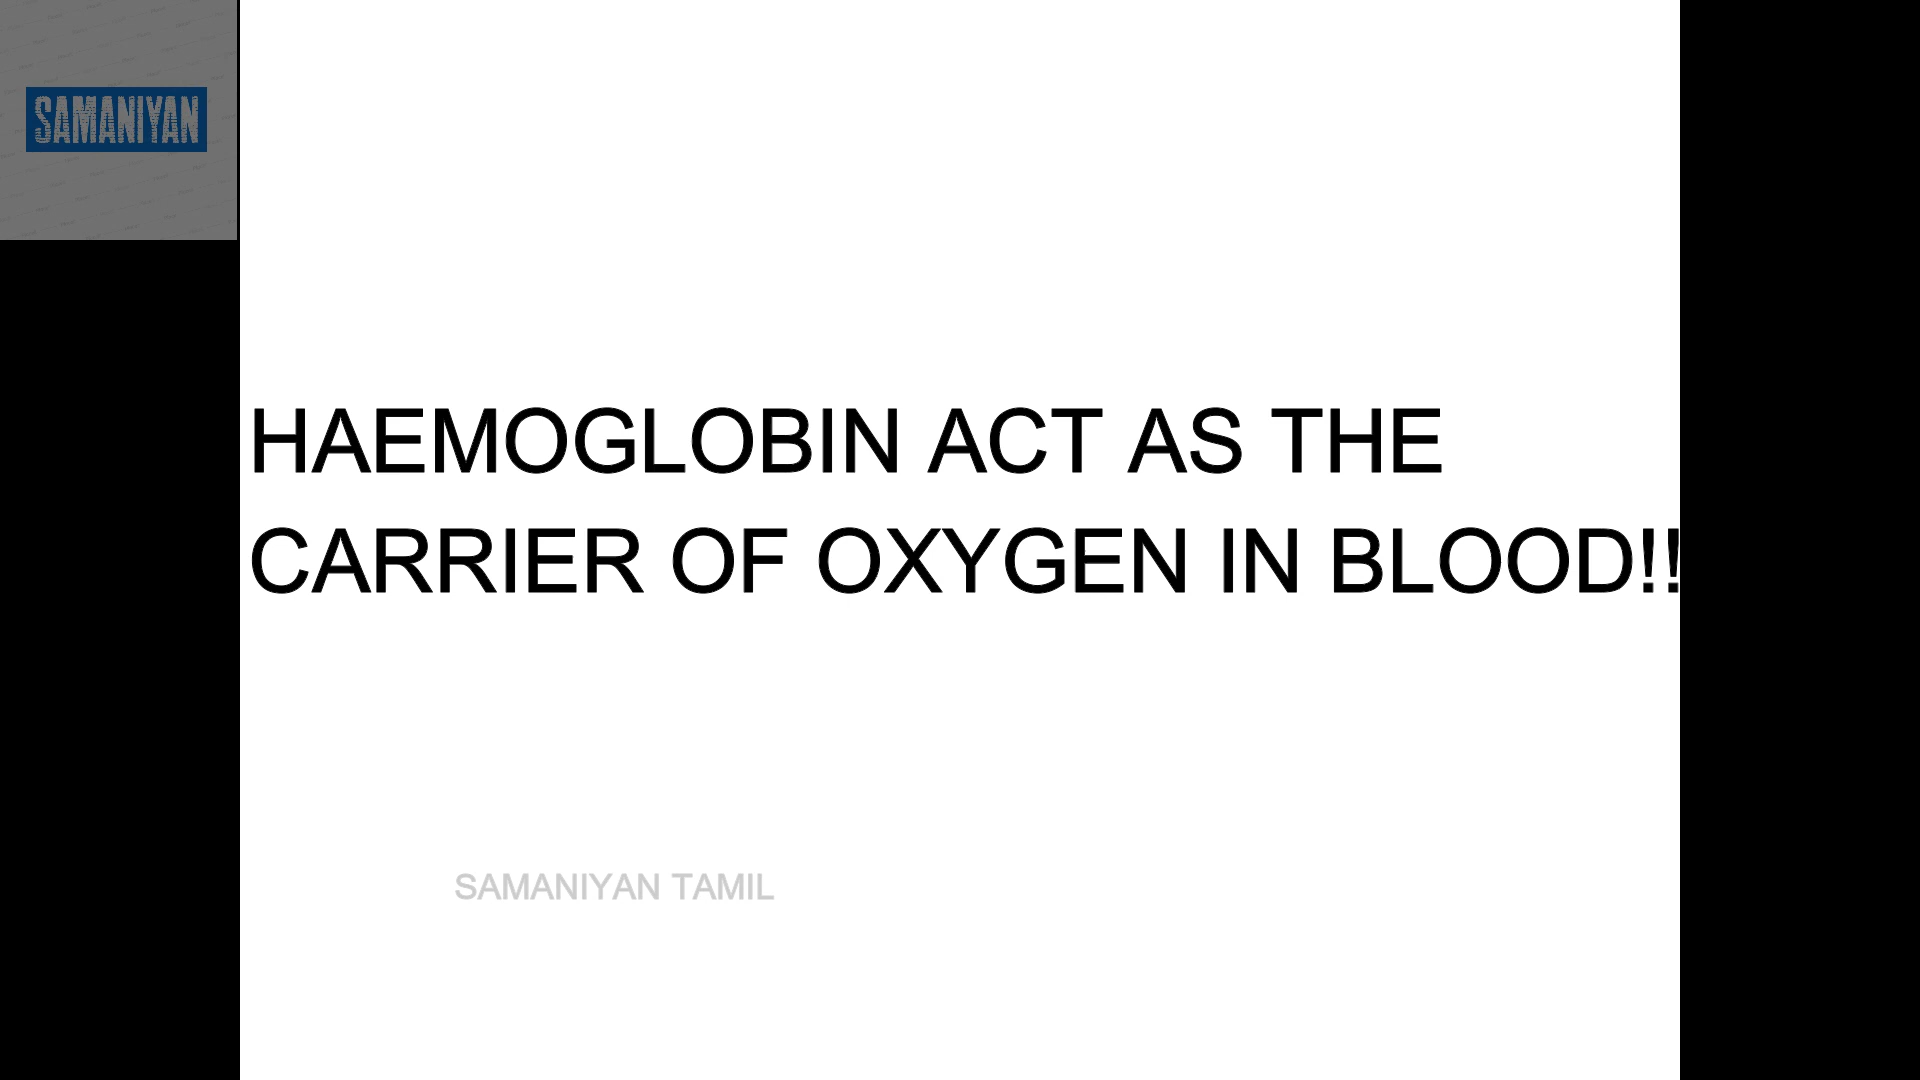 SAMANIYAN
HAEMOGLOBIN ACT AS THE
CARRIER OF OXYGEN IN BLOOD!!
SAMANIYAN TAMIL